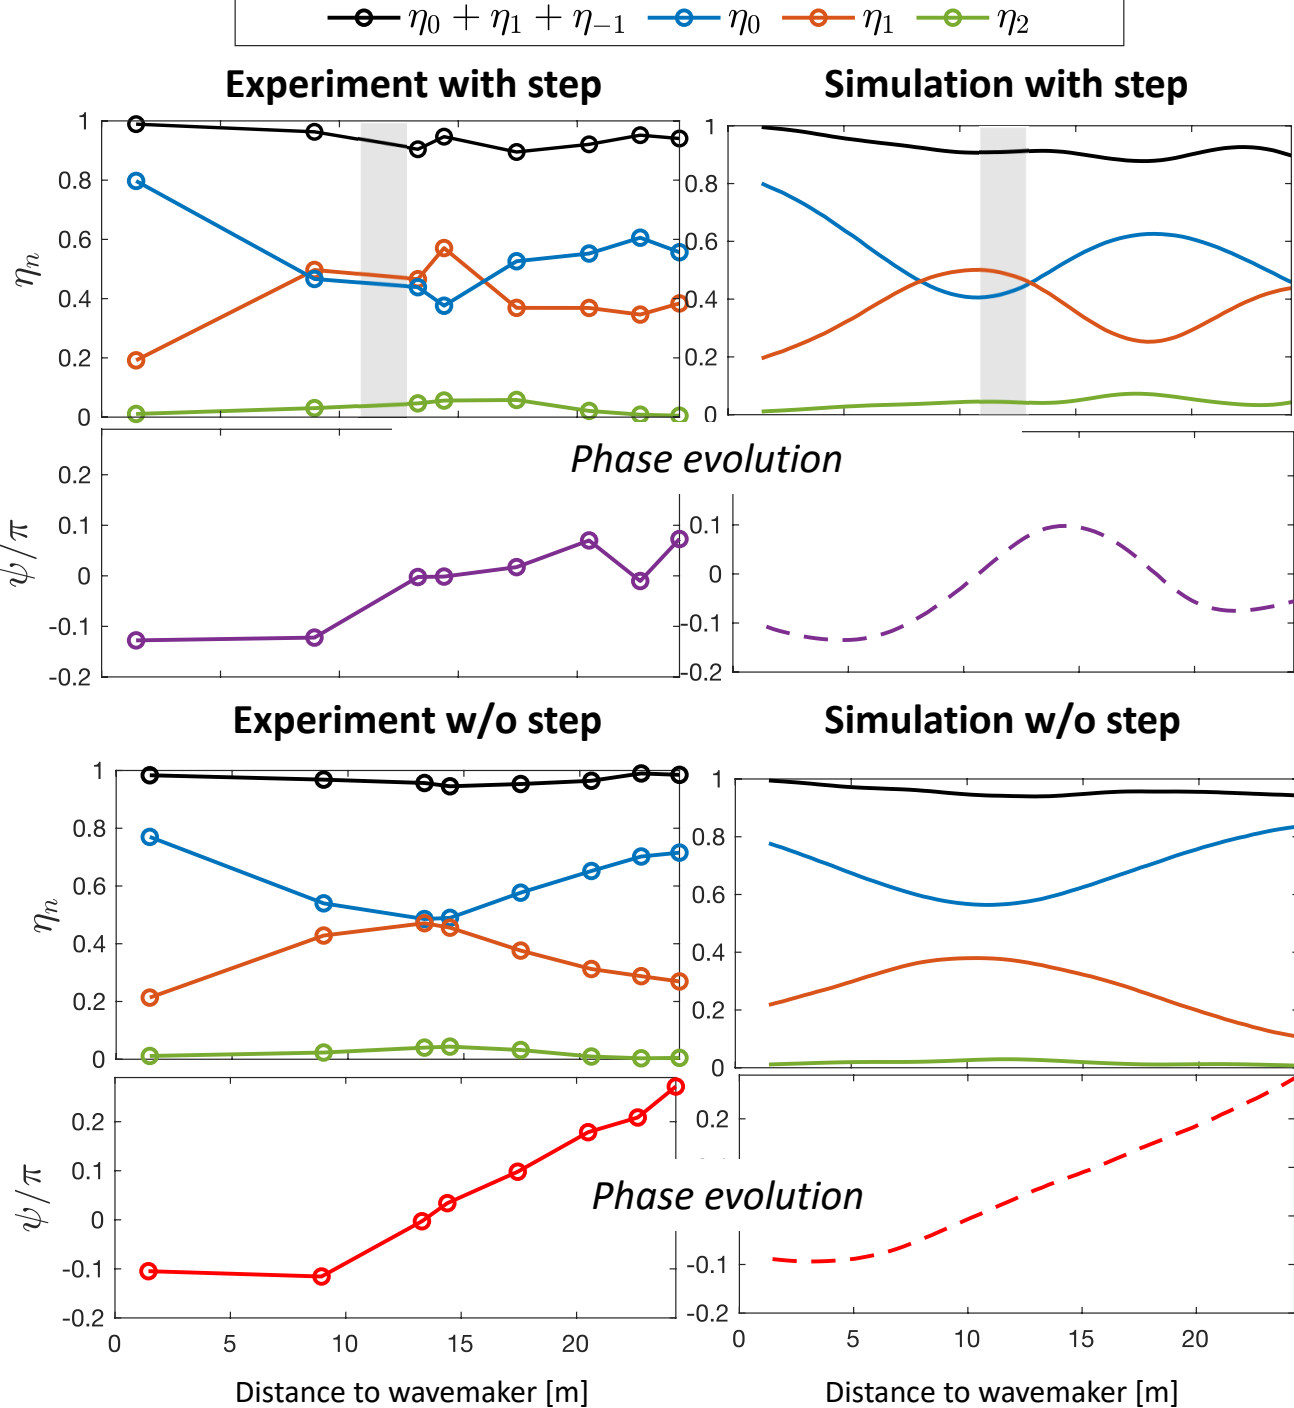 η₀ + η₁ + η₋₁ η₀ η₁ η₂
Experiment with step
Simulation with step
1
0.8
0.6
0.4
0.2
0
ηₙ
1
0.8
0.6
0.4
0.2
0
Phase evolution
0.2
0.1
0
-0.1
-0.2
ψ/π
0.1
0
-0.1
-0.2
Experiment w/o step
Simulation w/o step
1
0.8
0.6
0.4
0.2
0
ηₙ
1
0.8
0.6
0.4
0.2
0
Phase evolution
0.2
0.1
0
-0.1
-0.2
ψ/π
0.2
-0.1
-0.2
0 5 10 15 20
0 5 10 15 20
Distance to wavemaker [m]
Distance to wavemaker [m]